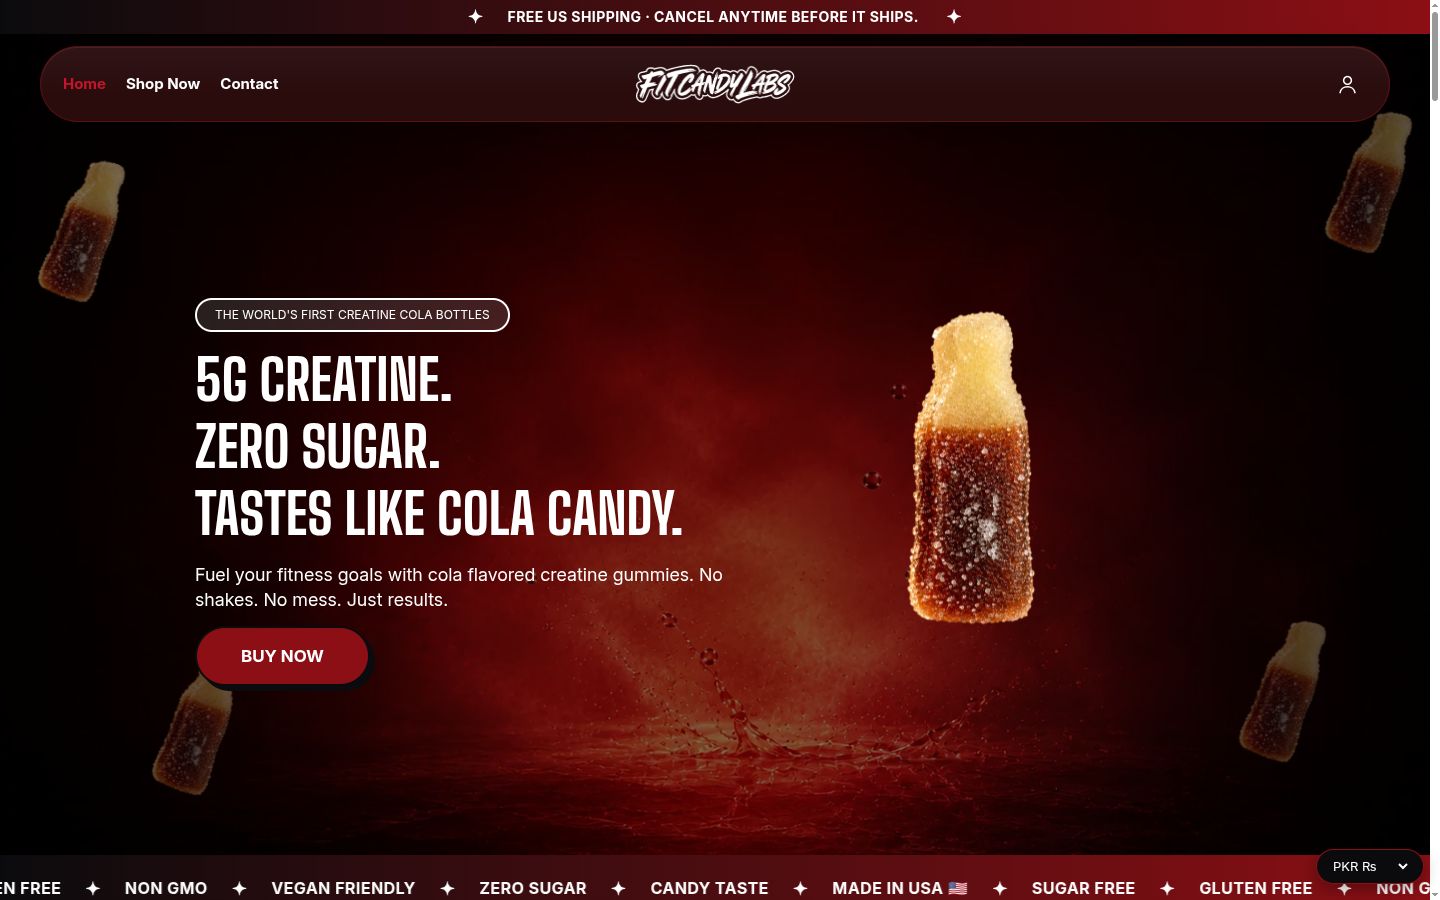 FREE US SHIPPING · CANCEL ANYTIME BEFORE IT SHIPS.
Home
Shop Now
Contact
FITCANDYLABS
THE WORLD'S FIRST CREATINE COLA BOTTLES
5G CREATINE.
ZERO SUGAR.
TASTES LIKE COLA CANDY.
Fuel your fitness goals with cola flavored creatine gummies. No
shakes. No mess. Just results.
BUY NOW
PKR ₨
EN FREE ✦ NON GMO ✦ VEGAN FRIENDLY ✦ ZERO SUGAR ✦ CANDY TASTE ✦ MADE IN USA 🇺🇸 ✦ SUGAR FREE ✦ GLUTEN FREE ✦ NON G